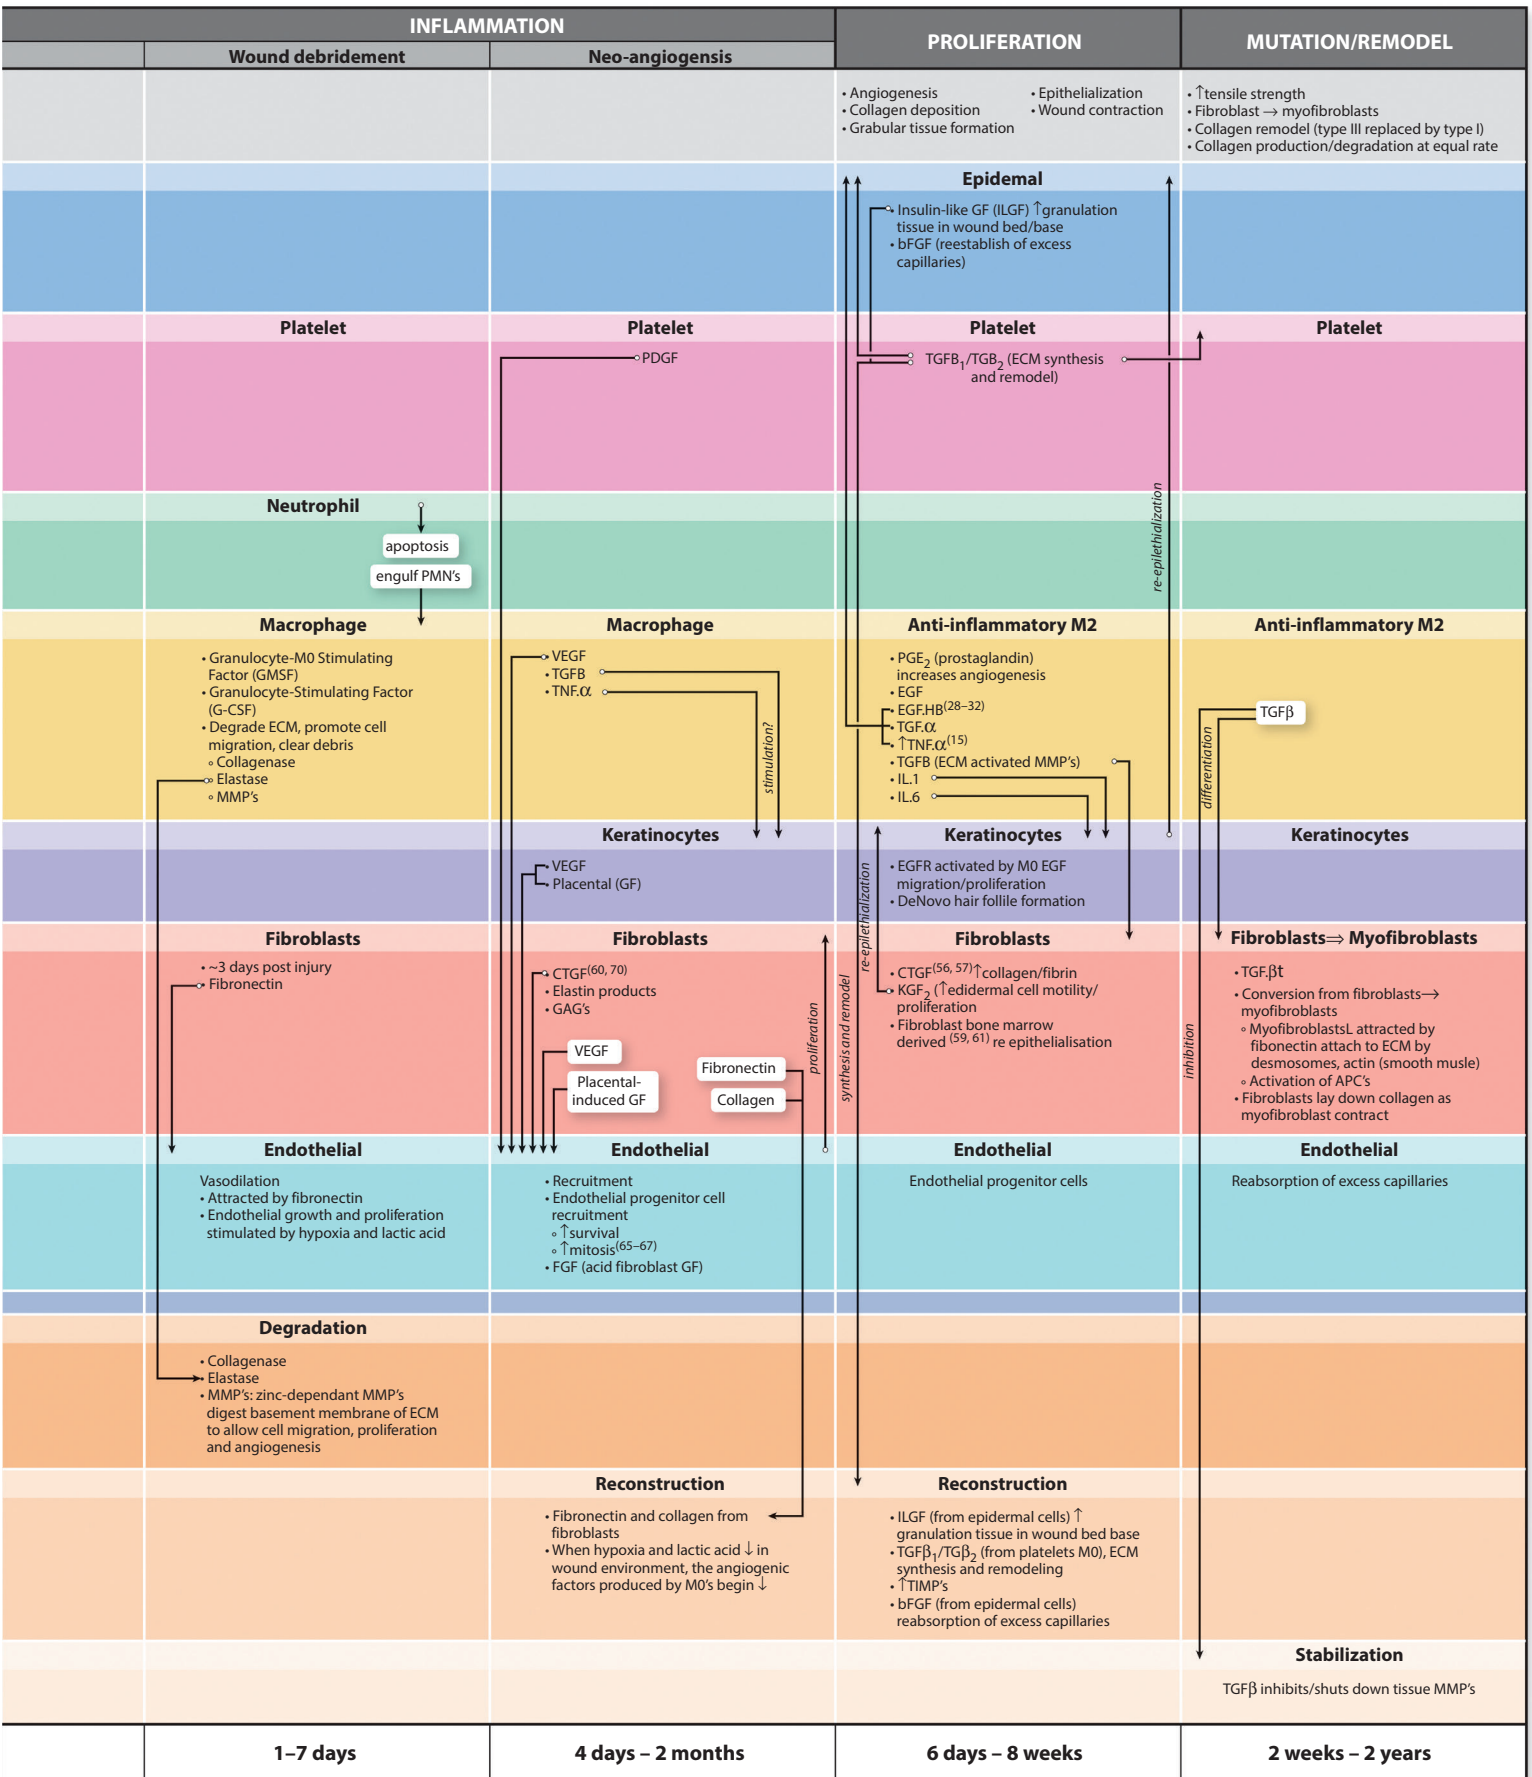 INFLAMMATION
PROLIFERATION
MUTATION/REMODEL
Wound debridement
Neo-angiogensis
• Angiogenesis
• Collagen deposition
• Grabular tissue formation
• Epithelialization
• Wound contraction
• ↑tensile strength
• Fibroblast → myofibroblasts
• Collagen remodel (type III replaced by type I)
• Collagen production/degradation at equal rate
Epidemal
• Insulin-like GF (ILGF) ↑granulation
tissue in wound bed/base
• bFGF (reestablish of excess
capillaries)
Platelet
Platelet
Platelet
Platelet
PDGF
TGFB1/TGB2 (ECM synthesis
and remodel)
Neutrophil
apoptosis
engulf PMN's
re-epilethialization
Macrophage
Macrophage
Anti-inflammatory M2
Anti-inflammatory M2
• Granulocyte-M0 Stimulating
Factor (GMSF)
• Granulocyte-Stimulating Factor
(G-CSF)
• Degrade ECM, promote cell
migration, clear debris
∘ Collagenase
∘ Elastase
∘ MMP's
• VEGF
• TGFB
• TNF.α
stimulation?
• PGE2 (prostaglandin)
increases angiogenesis
• EGF
• EGF.HB(28–32)
• TGF.α
• ↑TNF.α(15)
• TGFB (ECM activated MMP's)
• IL.1
• IL.6
TGFβ
differentiation
Keratinocytes
Keratinocytes
Keratinocytes
• VEGF
• Placental (GF)
• EGFR activated by M0 EGF
migration/proliferation
• DeNovo hair follile formation
re-epilethialization
Fibroblasts
Fibroblasts
Fibroblasts
Fibroblasts⇒ Myofibroblasts
• ~3 days post injury
• Fibronectin
• CTGF(60, 70)
• Elastin products
• GAG's
VEGF
Placental-
induced GF
Fibronectin
Collagen
proliferation
synthesis and remodel
• CTGF(56, 57)↑collagen/fibrin
• KGF2 (↑edidermal cell motility/
proliferation
• Fibroblast bone marrow
derived (59, 61) re epithelialisation
inhibition
• TGF.βt
• Conversion from fibroblasts→
myofibroblasts
∘ MyofibroblastsL attracted by
fibonectin attach to ECM by
desmosomes, actin (smooth musle)
∘ Activation of APC's
• Fibroblasts lay down collagen as
myofibroblast contract
Endothelial
Endothelial
Endothelial
Endothelial
Vasodilation
• Attracted by fibronectin
• Endothelial growth and proliferation
stimulated by hypoxia and lactic acid
• Recruitment
• Endothelial progenitor cell
recruitment
∘ ↑survival
∘ ↑mitosis(65–67)
• FGF (acid fibroblast GF)
Endothelial progenitor cells
Reabsorption of excess capillaries
Degradation
• Collagenase
• Elastase
• MMP's: zinc-dependant MMP's
digest basement membrane of ECM
to allow cell migration, proliferation
and angiogenesis
Reconstruction
Reconstruction
• Fibronectin and collagen from
fibroblasts
• When hypoxia and lactic acid ↓ in
wound environment, the angiogenic
factors produced by M0's begin ↓
• ILGF (from epidermal cells) ↑
granulation tissue in wound bed base
• TGFβ1/TGβ2 (from platelets M0), ECM
synthesis and remodeling
• ↑TIMP's
• bFGF (from epidermal cells)
reabsorption of excess capillaries
Stabilization
TGFβ inhibits/shuts down tissue MMP's
1–7 days
4 days – 2 months
6 days – 8 weeks
2 weeks – 2 years